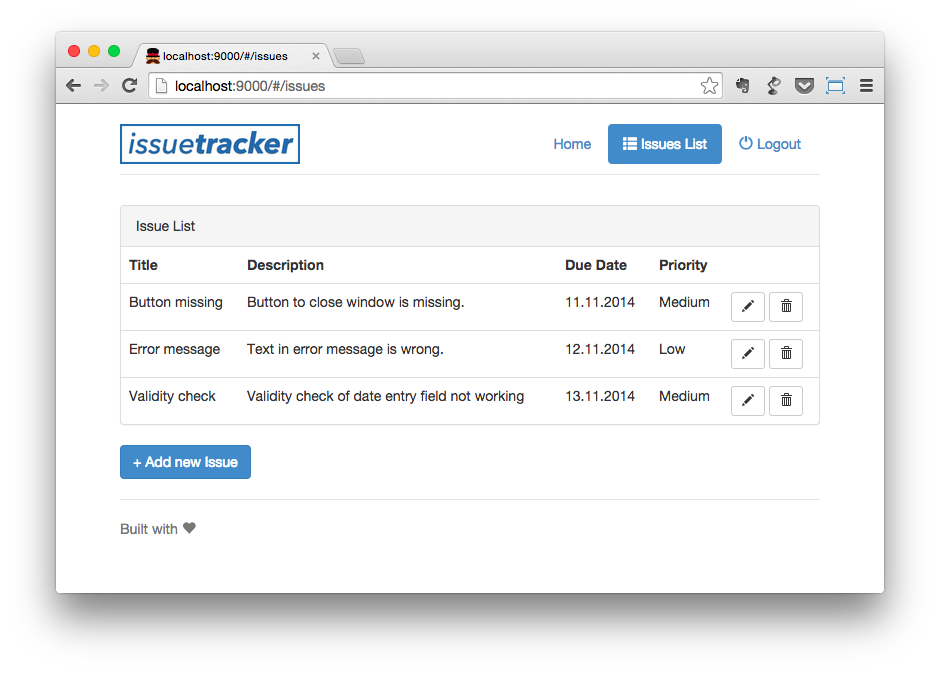 localhost:9000/#/issues
localhost:9000/#/issues
issuetracker Home Issues List Logout
Issue List
Title Description Due Date Priority
Button missing Button to close window is missing. 11.11.2014 Medium
Error message Text in error message is wrong. 12.11.2014 Low
Validity check Validity check of date entry field not working 13.11.2014 Medium
+ Add new Issue
Built with ♥